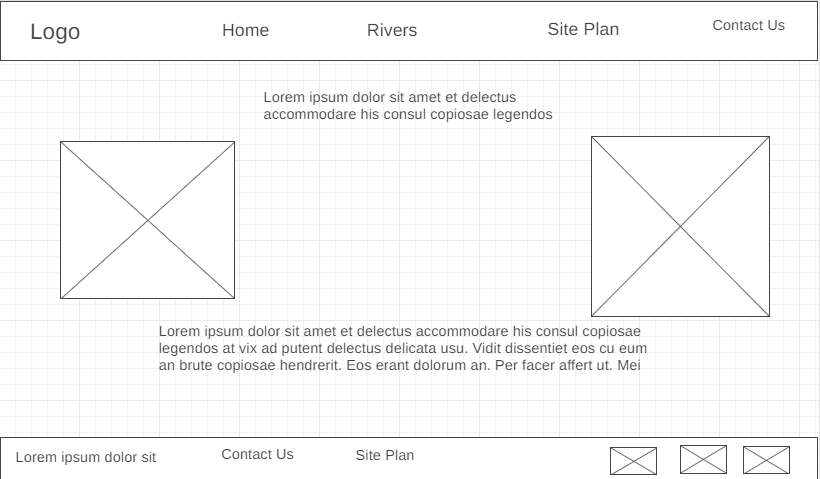 Logo
Home
Rivers
Site Plan
Contact Us
Lorem ipsum dolor sit amet et delectus
accommodare his consul copiosae legendos
Lorem ipsum dolor sit amet et delectus accommodare his consul copiosae
legendos at vix ad putent delectus delicata usu. Vidit dissentiet eos cu eum
an brute copiosae hendrerit. Eos erant dolorum an. Per facer affert ut. Mei
Lorem ipsum dolor sit
Contact Us
Site Plan